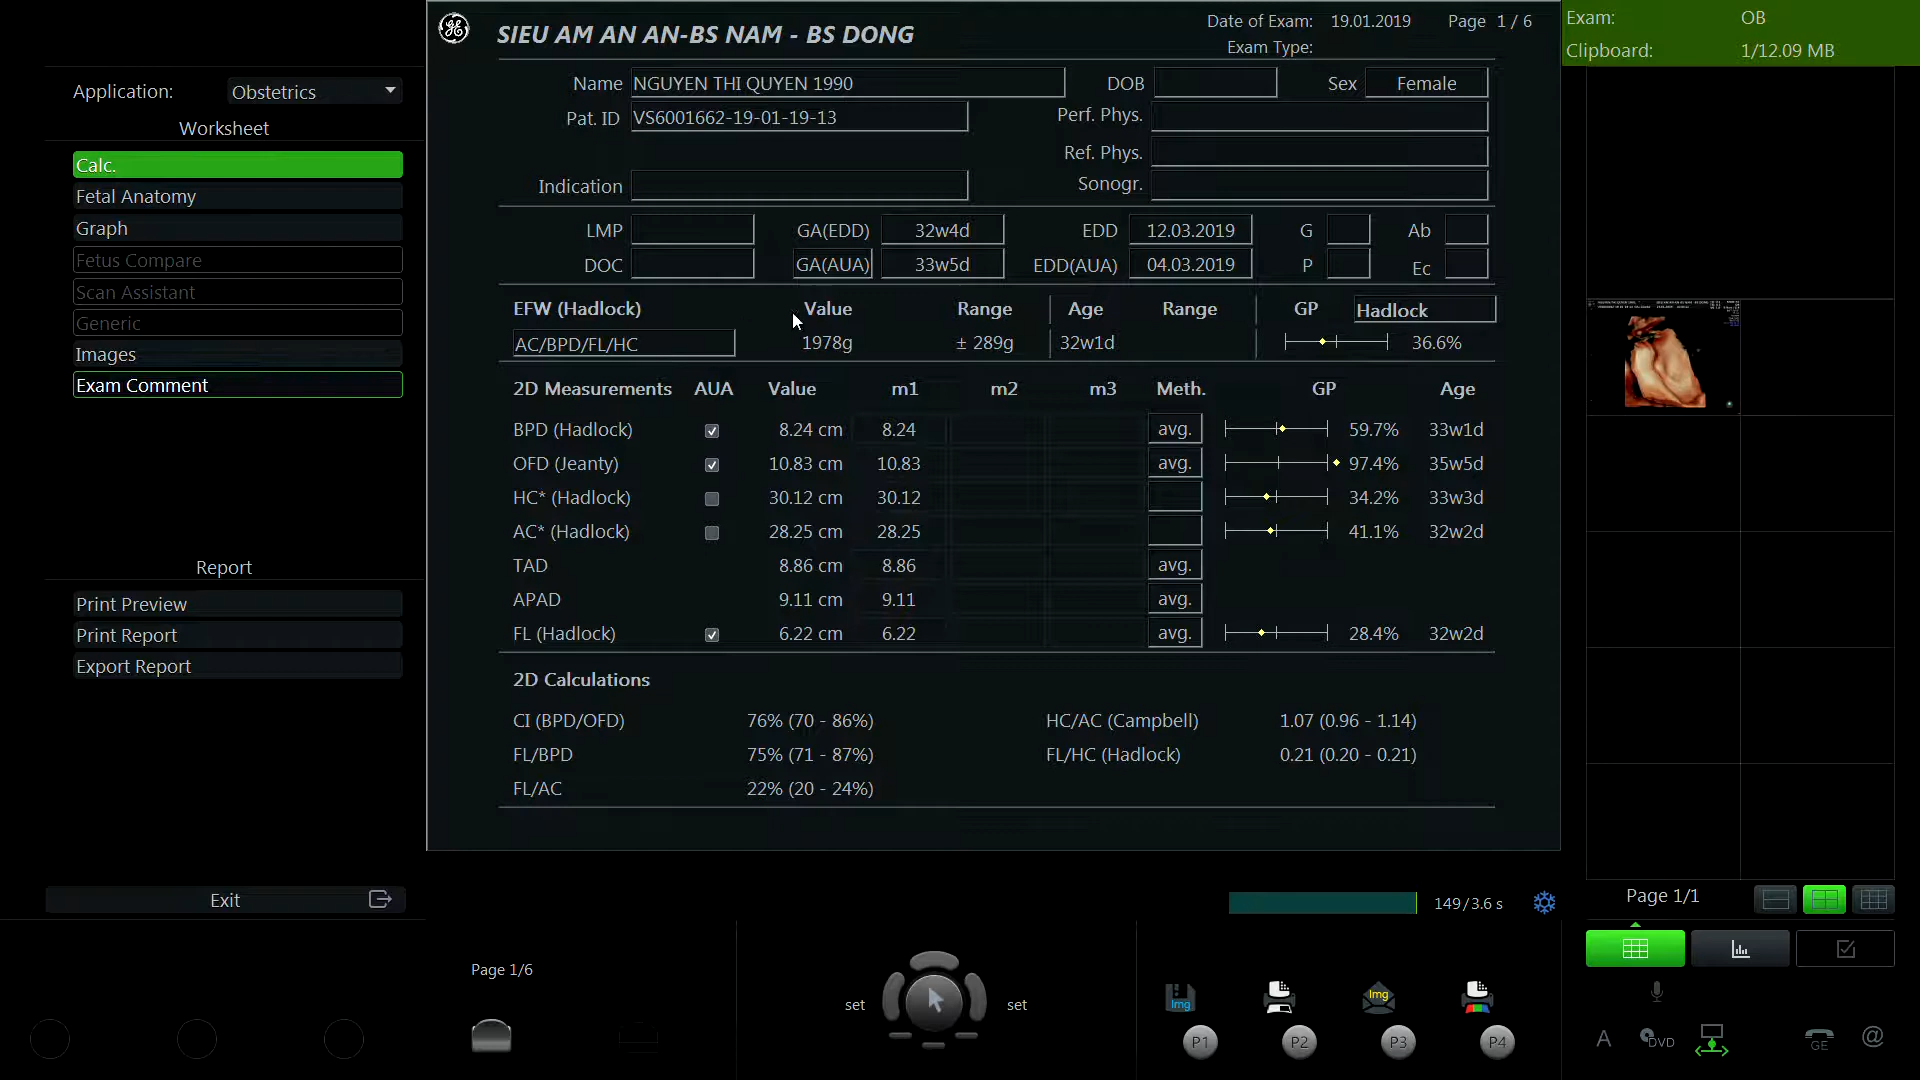 SIEU AM AN AN-BS NAM - BS DONG
Date of Exam: 19.01.2019 Page 1 / 6
Exam Type:
Exam: OB
Clipboard: 1/12.09 MB
Application: Obstetrics
Worksheet
Calc.
Fetal Anatomy
Graph
Fetus Compare
Scan Assistant
Generic
Images
Exam Comment
Report
Print Preview
Print Report
Export Report
Exit
Name NGUYEN THI QUYEN 1990 DOB Sex Female
Pat. ID VS6001662-19-01-19-13 Perf. Phys.
Ref. Phys.
Indication Sonogr.
LMP GA(EDD) 32w4d EDD 12.03.2019 G Ab
DOC GA(AUA) 33w5d EDD(AUA) 04.03.2019 P Ec
EFW (Hadlock) Value Range Age Range GP Hadlock
AC/BPD/FL/HC 1978g ± 289g 32w1d 36.6%
2D Measurements AUA Value m1 m2 m3 Meth. GP Age
BPD (Hadlock) 8.24 cm 8.24 avg. 59.7% 33w1d
OFD (Jeanty) 10.83 cm 10.83 avg. 97.4% 35w5d
HC* (Hadlock) 30.12 cm 30.12 34.2% 33w3d
AC* (Hadlock) 28.25 cm 28.25 41.1% 32w2d
TAD 8.86 cm 8.86 avg.
APAD 9.11 cm 9.11 avg.
FL (Hadlock) 6.22 cm 6.22 avg. 28.4% 32w2d
2D Calculations
CI (BPD/OFD) 76% (70 - 86%) HC/AC (Campbell) 1.07 (0.96 - 1.14)
FL/BPD 75% (71 - 87%) FL/HC (Hadlock) 0.21 (0.20 - 0.21)
FL/AC 22% (20 - 24%)
149/3.6 s
Page 1/1
Page 1/6
set set
Img Img
P1 P2 P3 P4
A DVD GE @